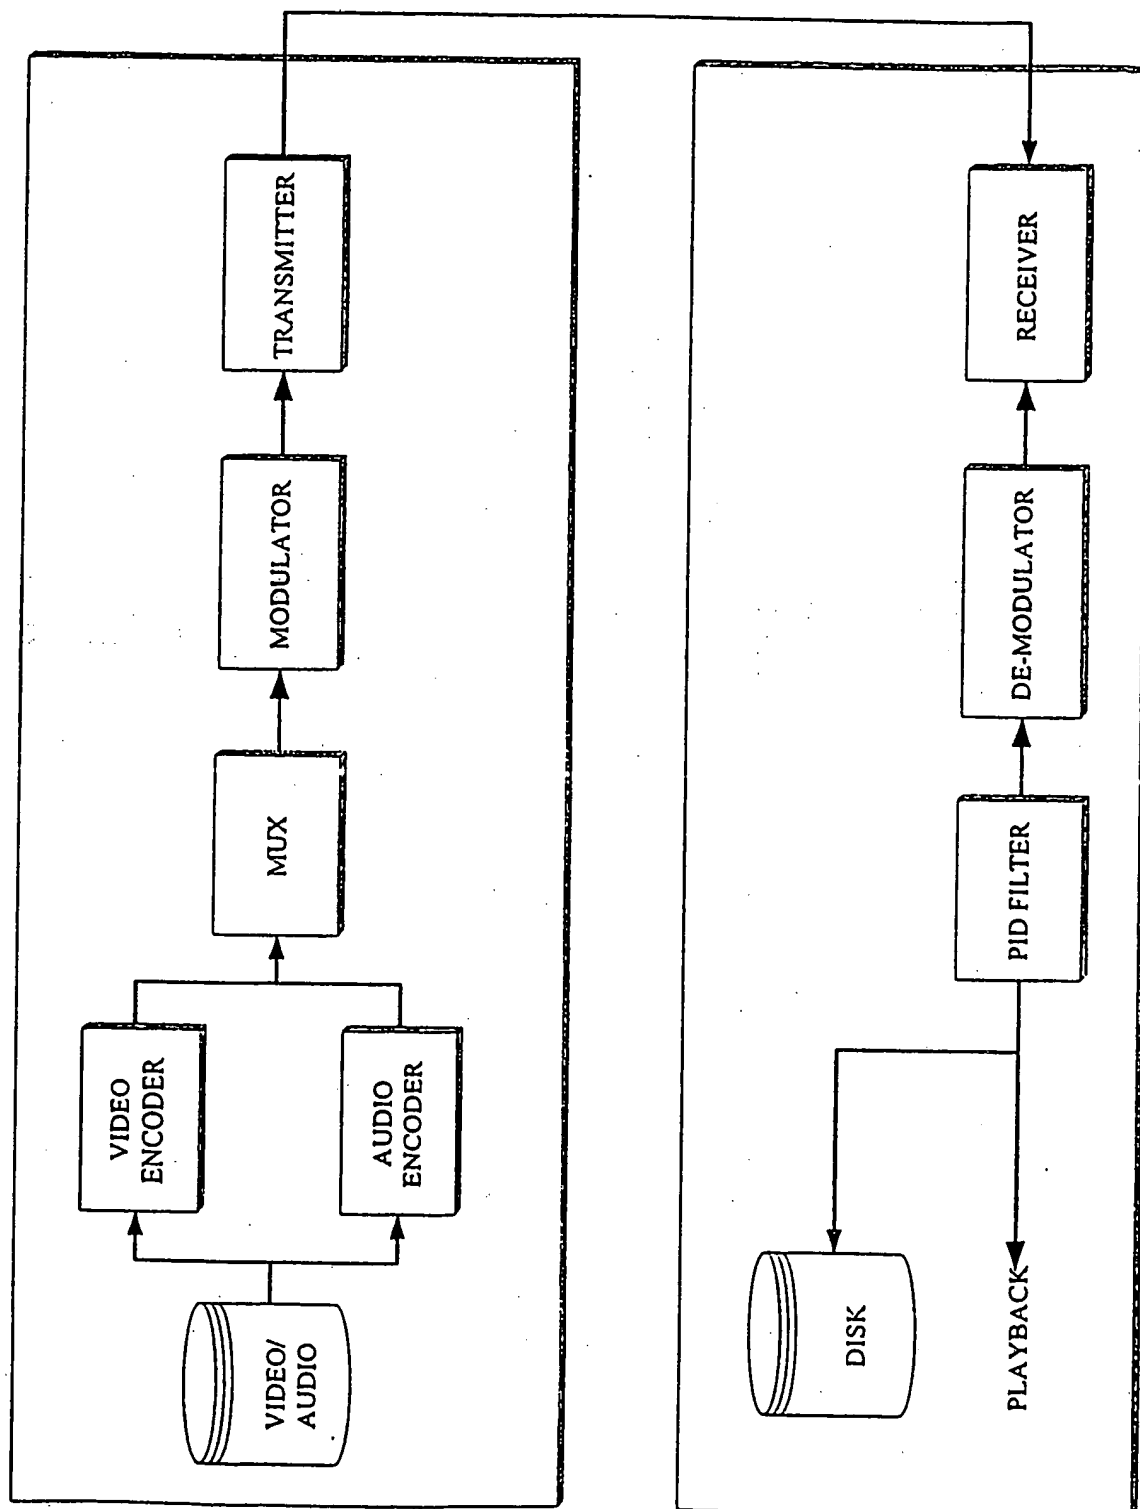 VIDEO/
AUDIO
VIDEO
ENCODER
AUDIO
ENCODER
MUX
MODULATOR
TRANSMITTER
DISK
PLAYBACK
PID FILTER
DE-MODULATOR
RECEIVER